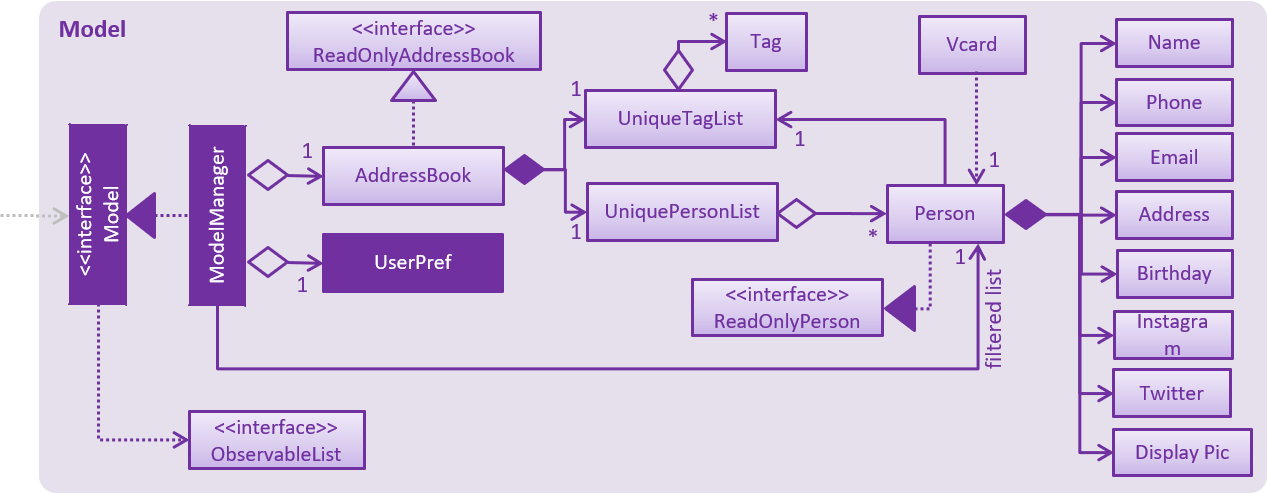 Model
<<interface>>
ReadOnlyAddressBook
*
Tag
Vcard
Name
Phone
Email
Address
Birthday
Instagra
m
Twitter
Display Pic
1
UniqueTagList
1
<<interface>>
Model
ModelManager
1
AddressBook
1
UniquePersonList
1
*
Person
1
UserPref
1
1
filtered list
<<interface>>
ReadOnlyPerson
<<interface>>
ObservableList